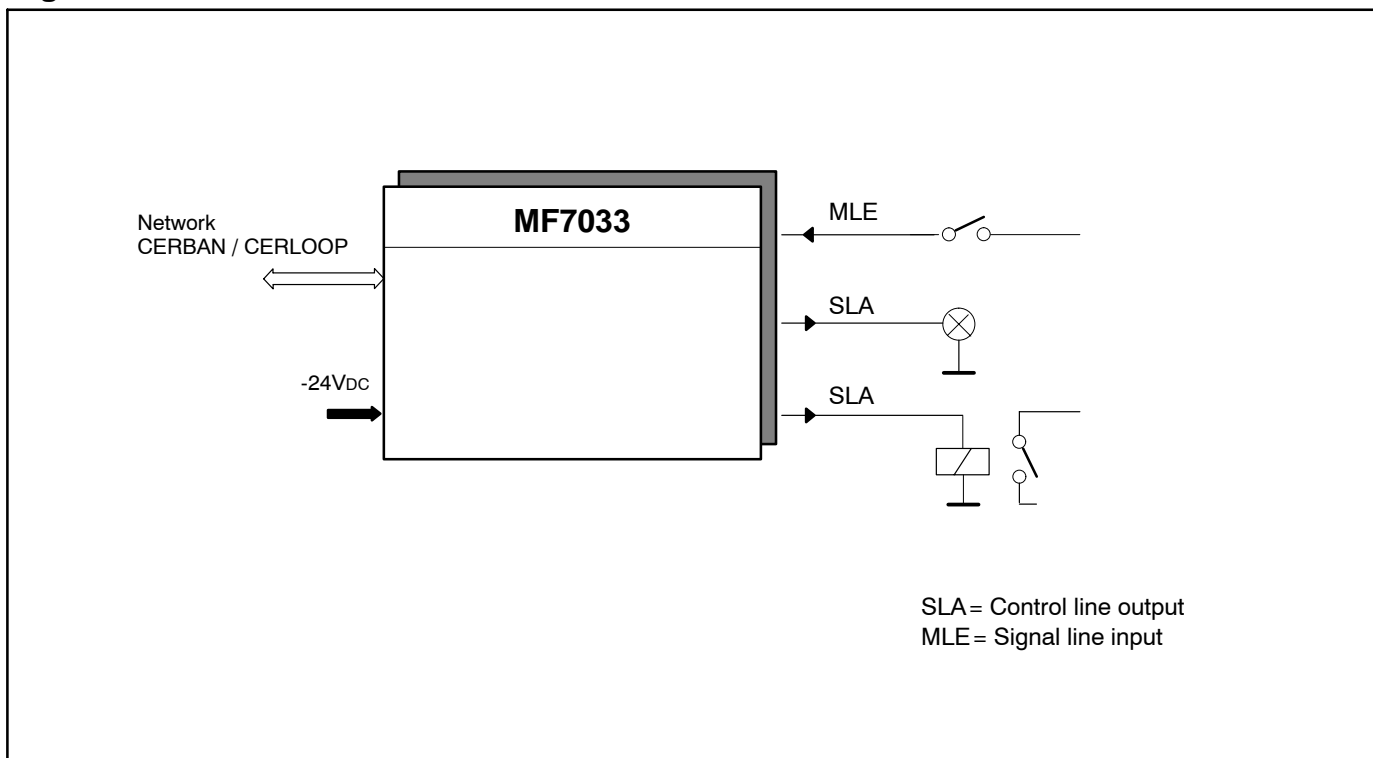 MF7033
Network
CERBAN / CERLOOP
-24VDC
MLE
SLA
SLA
SLA= Control line output
MLE= Signal line input